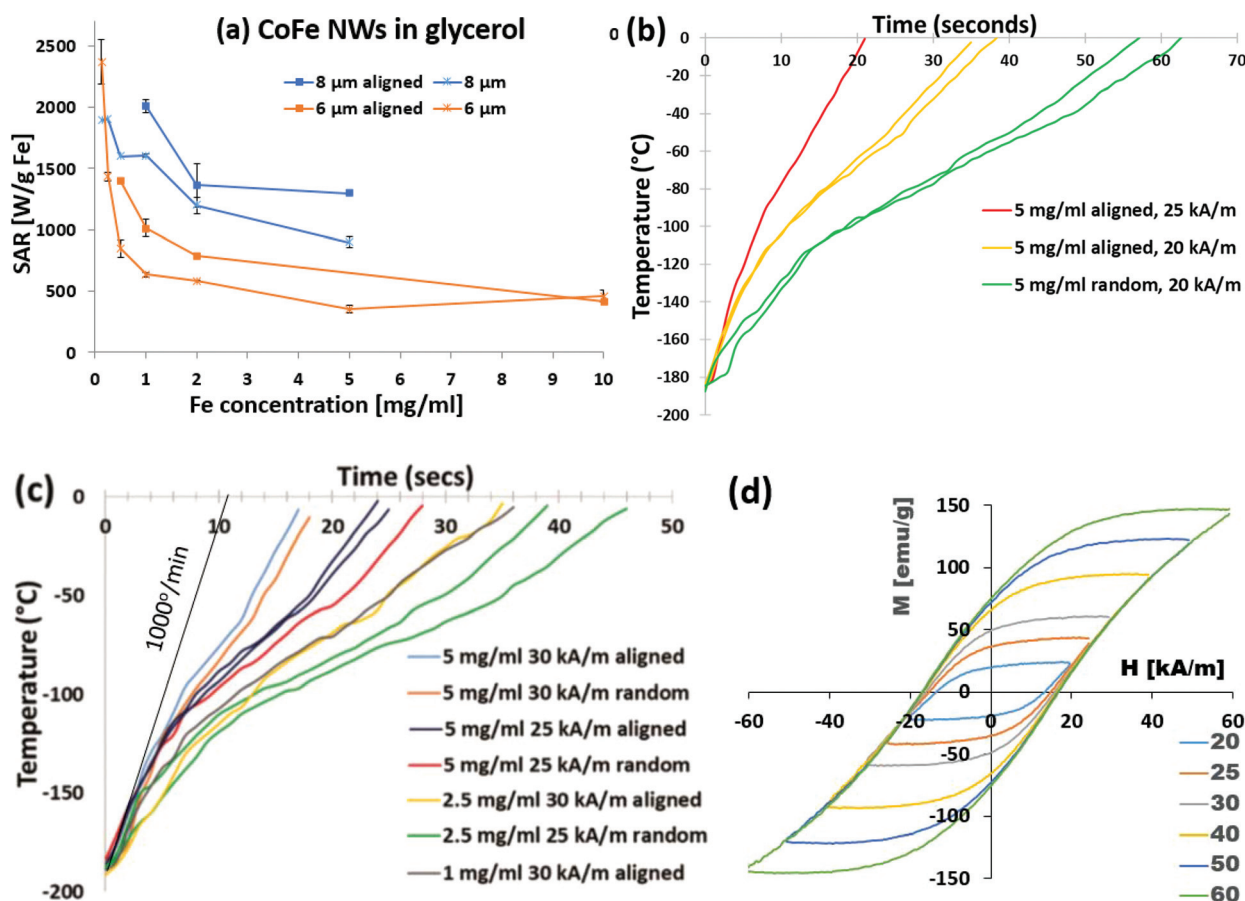 (a) CoFe NWs in glycerol
2500
2000
1500
1000
500
0
SAR [W/g Fe]
8 µm aligned
8 µm
6 µm aligned
6 µm
0 1 2 3 4 5 6 7 8 9 10
Fe concentration [mg/ml]
(b)
Time (seconds)
0
0 10 20 30 40 50 60 70
0
-20
-40
-60
-80
-100
-120
-140
-160
-180
-200
Temperature (°C)
5 mg/ml aligned, 25 kA/m
5 mg/ml aligned, 20 kA/m
5 mg/ml random, 20 kA/m
(c)
Time (secs)
0 10 20 30 40 50
0
-50
-100
-150
-200
Temperature (°C)
1000°/min
5 mg/ml 30 kA/m aligned
5 mg/ml 30 kA/m random
5 mg/ml 25 kA/m aligned
5 mg/ml 25 kA/m random
2.5 mg/ml 30 kA/m aligned
2.5 mg/ml 25 kA/m random
1 mg/ml 30 kA/m aligned
(d)
M [emu/g]
150
100
50
0
-50
-100
-150
H [kA/m]
-60 -40 -20 0 20 40 60
20
25
30
40
50
60